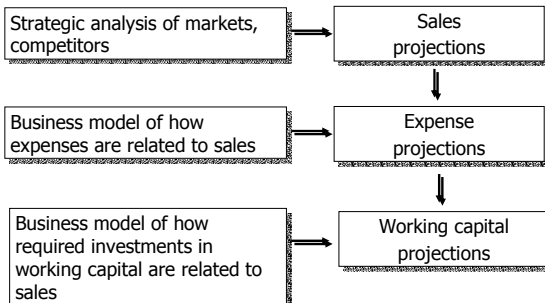 Strategic analysis of markets,
competitors
Sales
projections
Business model of how
expenses are related to sales
Expense
projections
Business model of how
required investments in
working capital are related to
sales
Working capital
projections